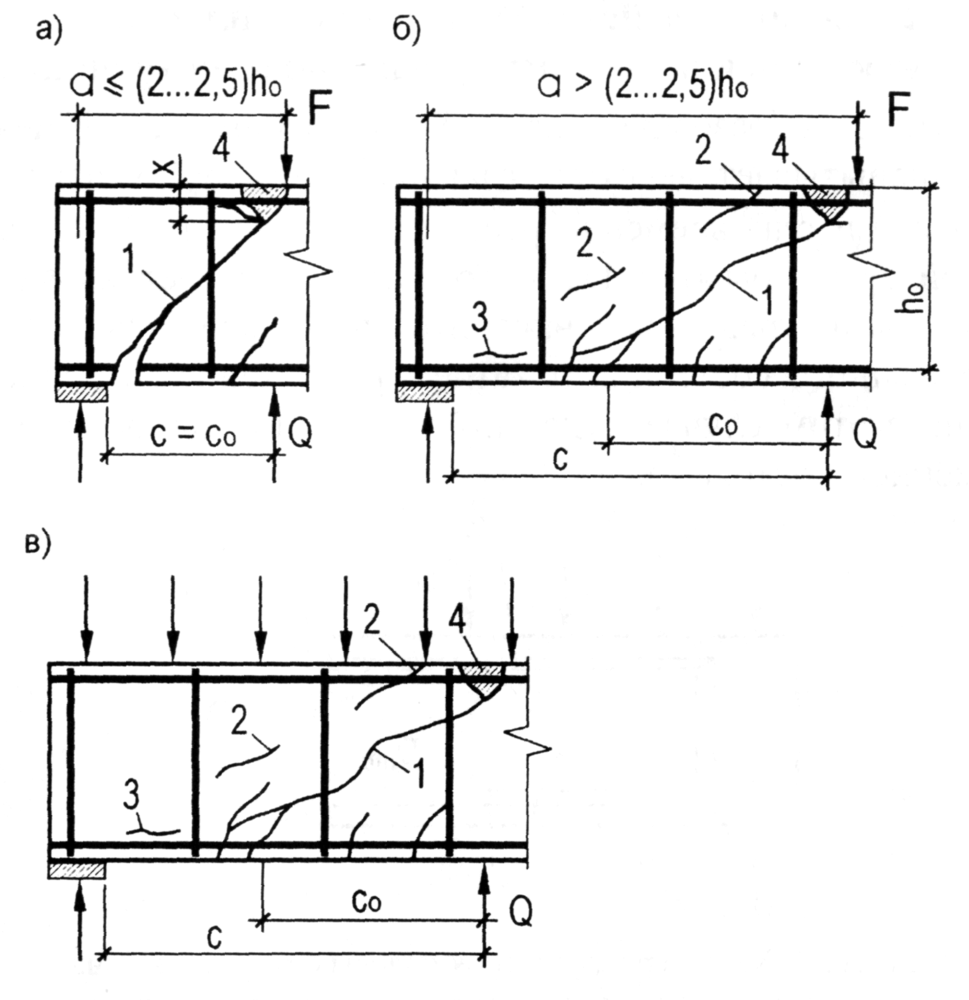 а) б)
a ⩽ (2...2,5)h₀ F a > (2...2,5)h₀ F
4 2 4
x
1 2
1
3 h₀
c = c₀ Q c₀ Q
c
в)
2 4
2
1
3
c₀ Q
c